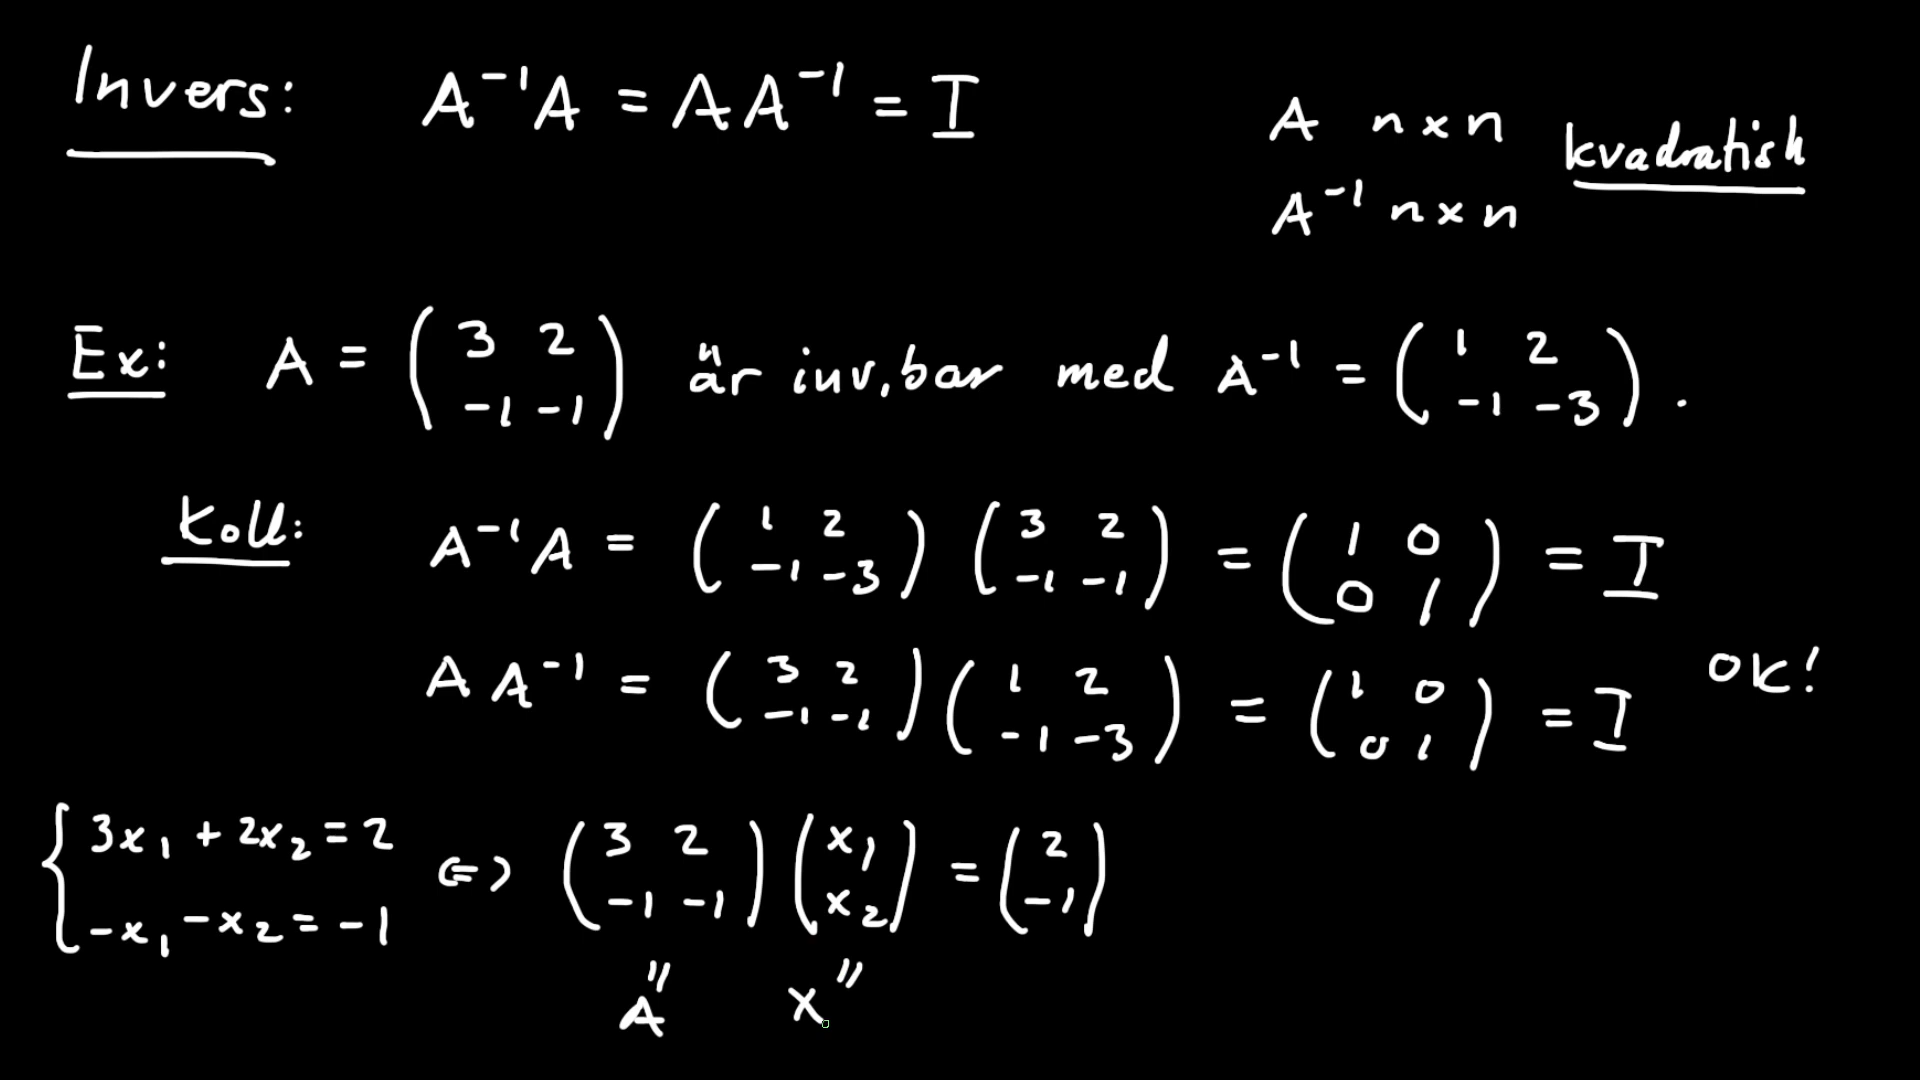 Invers: A⁻¹A = AA⁻¹ = I
A n×n kvadratisk
A⁻¹ n×n
Ex: A = (3 2; -1 -1) är inv.bar med A⁻¹ = (1 2; -1 -3).
Koll: A⁻¹A = (1 2; -1 -3)(3 2; -1 -1) = (1 0; 0 1) = I
AA⁻¹ = (3 2; -1 -1)(1 2; -1 -3) = (1 0; 0 1) = I OK!
{3x₁ + 2x₂ = 2; -x₁ - x₂ = -1 ⇔ (3 2; -1 -1)(x₁; x₂) = (2; -1)
" "
A X